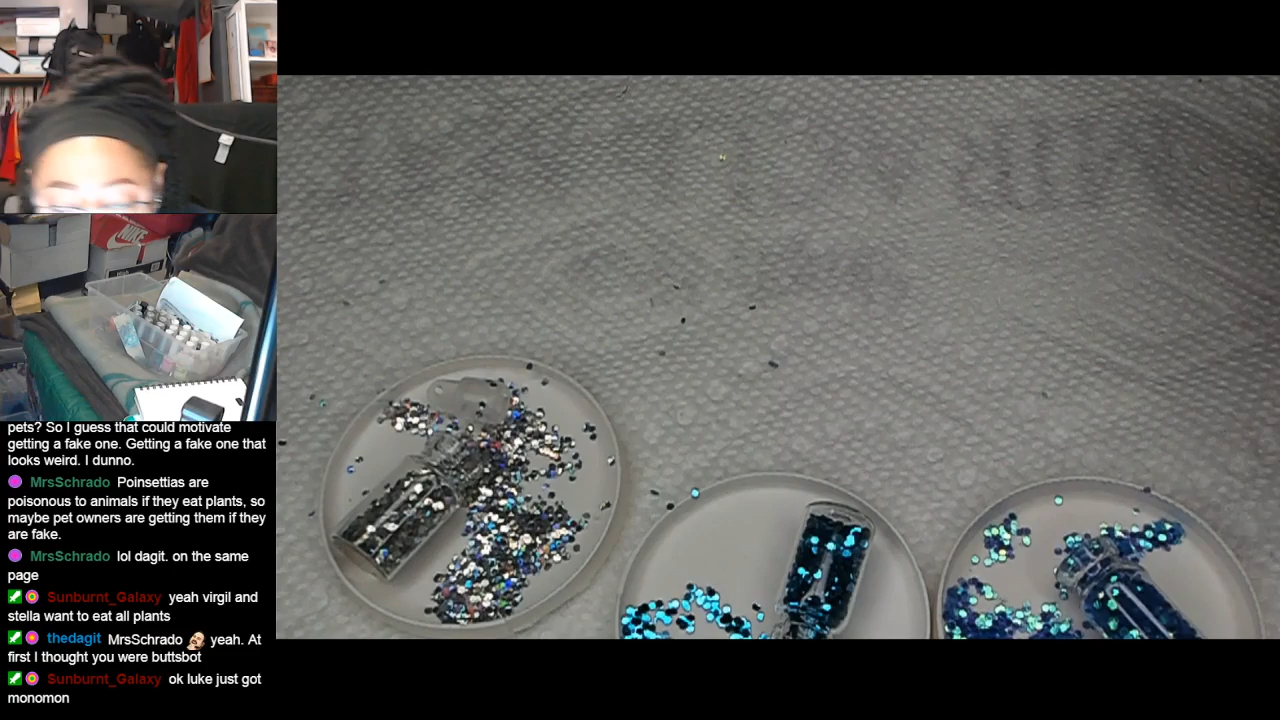 NIKE
pets? So I guess that could motivate
getting a fake one. Getting a fake one that
looks weird. I dunno.
MrsSchrado Poinsettias are
poisonous to animals if they eat plants, so
maybe pet owners are getting them if they
are fake.
MrsSchrado lol dagit. on the same
page
Sunburnt_Galaxy yeah virgil and
stella want to eat all plants
thedagit MrsSchrado yeah. At
first I thought you were buttsbot
Sunburnt_Galaxy ok luke just got
monomon